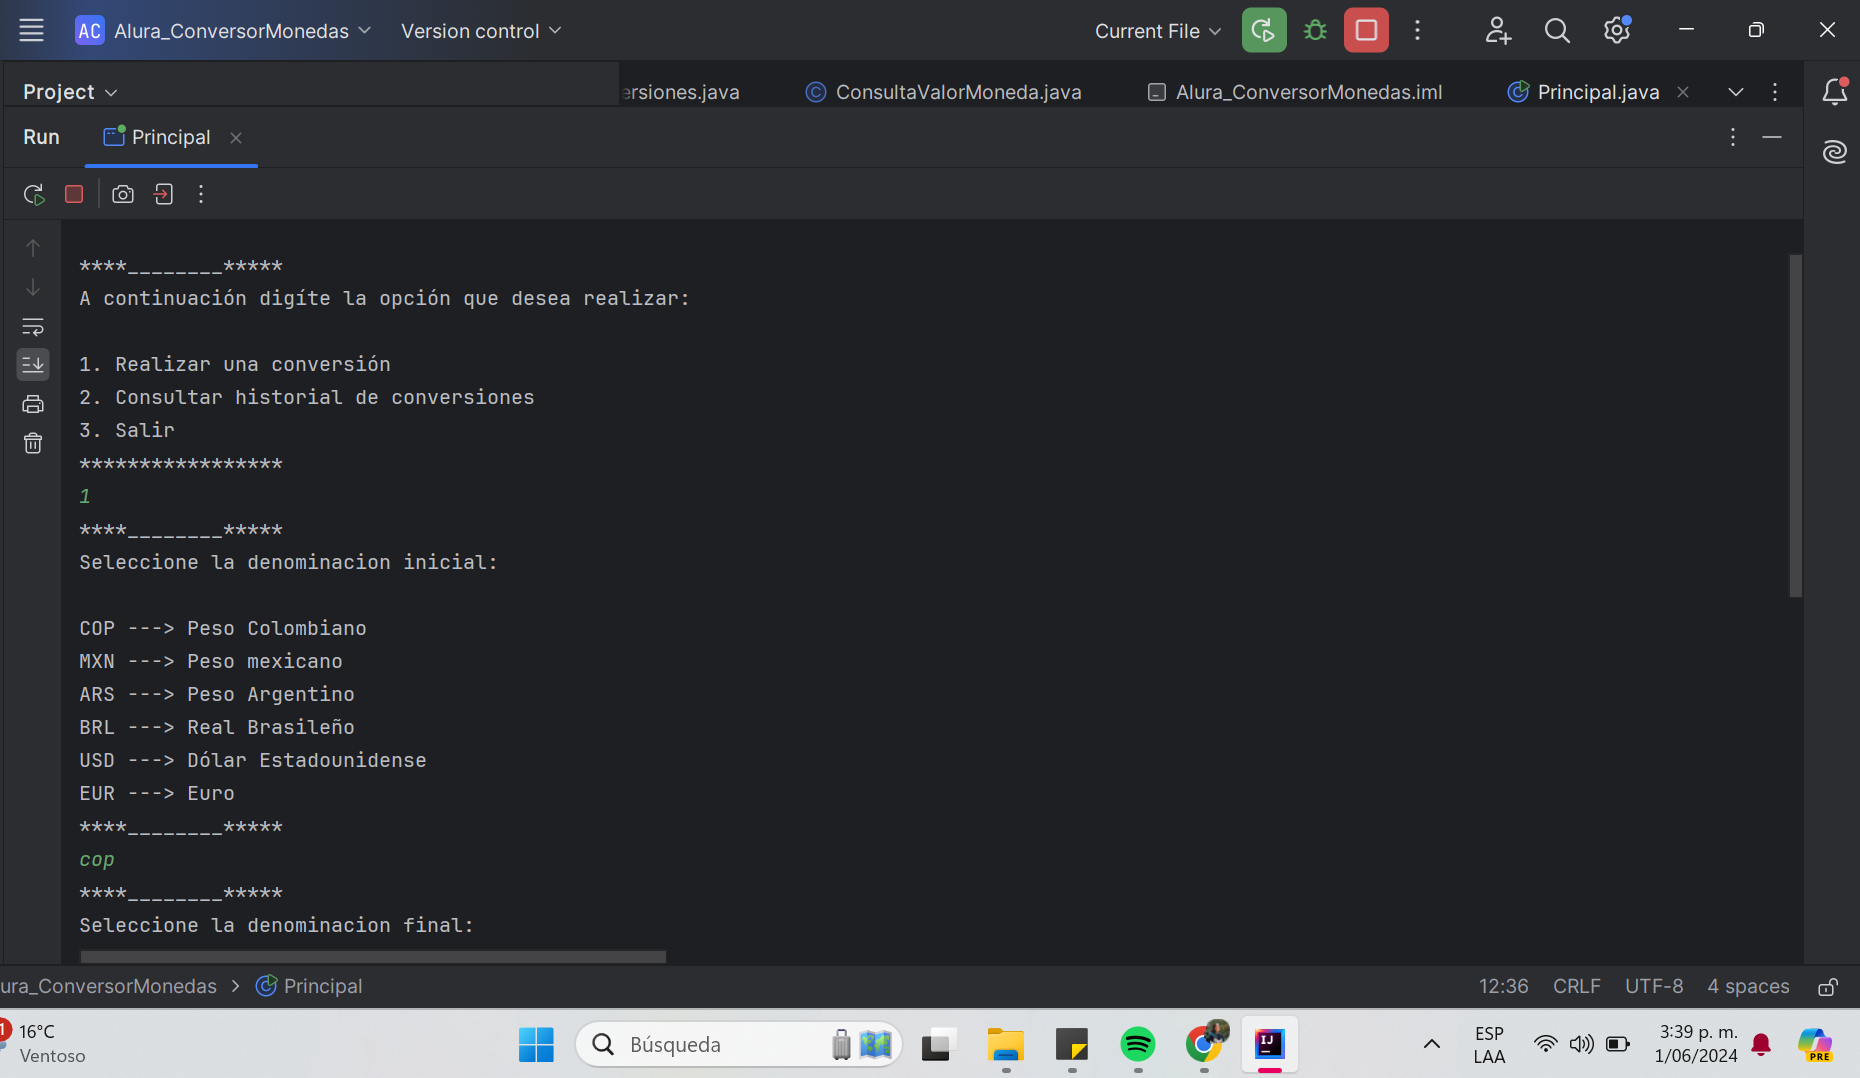 AC Alura_ConversorMonedas Version control Current File
Project ersiones.java ConsultaValorMoneda.java Alura_ConversorMonedas.iml Principal.java
Run Principal
****________*****
A continuación digíte la opción que desea realizar:
1. Realizar una conversión
2. Consultar historial de conversiones
3. Salir
*****************
1
****________*****
Seleccione la denominacion inicial:
COP ---> Peso Colombiano
MXN ---> Peso mexicano
ARS ---> Peso Argentino
BRL ---> Real Brasileño
USD ---> Dólar Estadounidense
EUR ---> Euro
****________*****
cop
****________*****
Seleccione la denominacion final:
ura_ConversorMonedas > Principal 12:36 CRLF UTF-8 4 spaces
1 16°C
Ventoso
Búsqueda
IJ
ESP
LAA
3:39 p. m.
1/06/2024
PRE